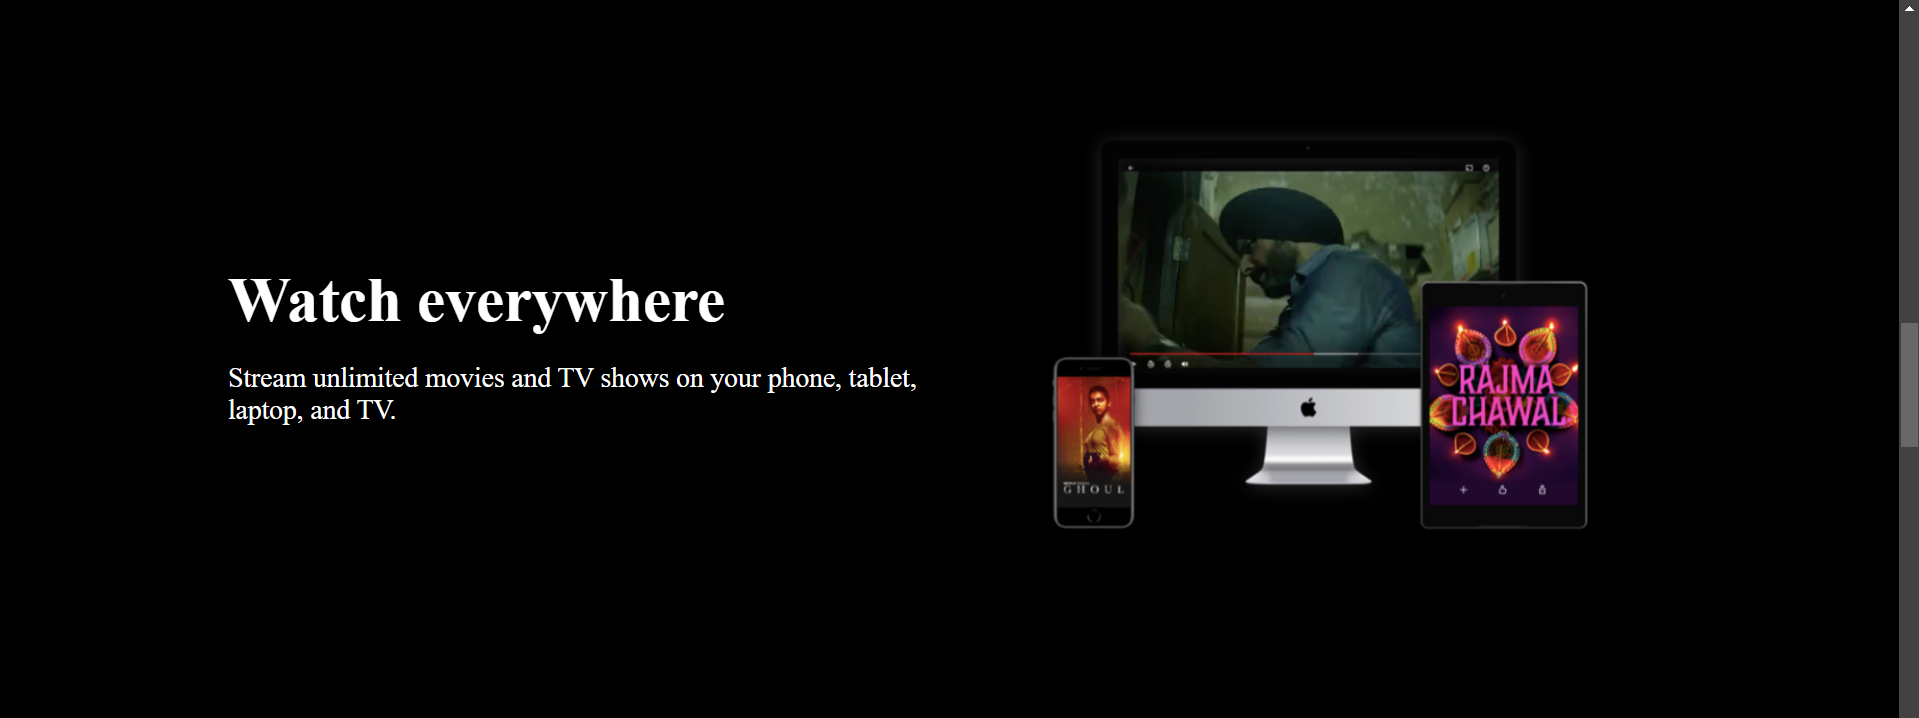 Watch everywhere
Stream unlimited movies and TV shows on your phone, tablet,
laptop, and TV.
GHOUL
RAJMA
CHAWAL